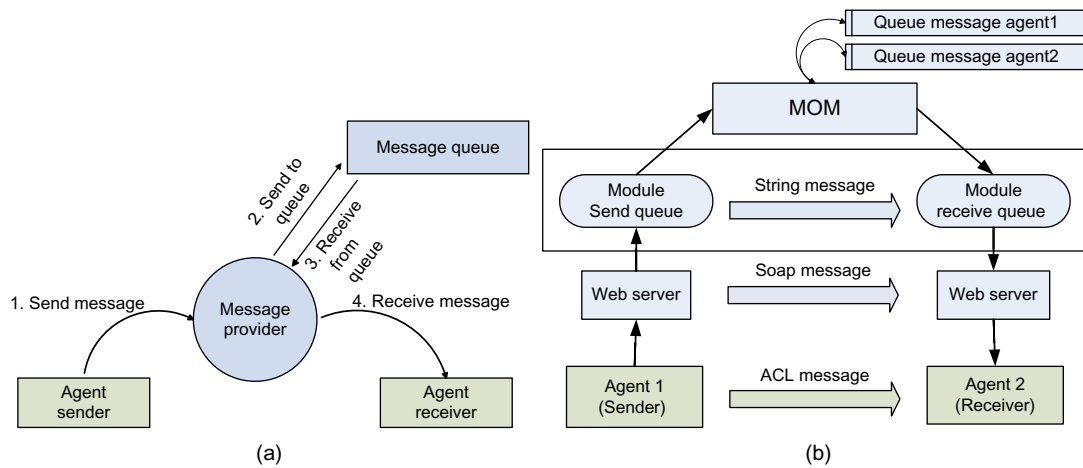 Message queue
2. Send to
queue
3. Receive
from
queue
1. Send message
Message
provider
4. Receive message
Agent
sender
Agent
receiver
(a)
Queue message agent1
Queue message agent2
MOM
Module
Send queue
String message
Module
receive queue
Web server
Soap message
Web server
Agent 1
(Sender)
ACL message
Agent 2
(Receiver)
(b)